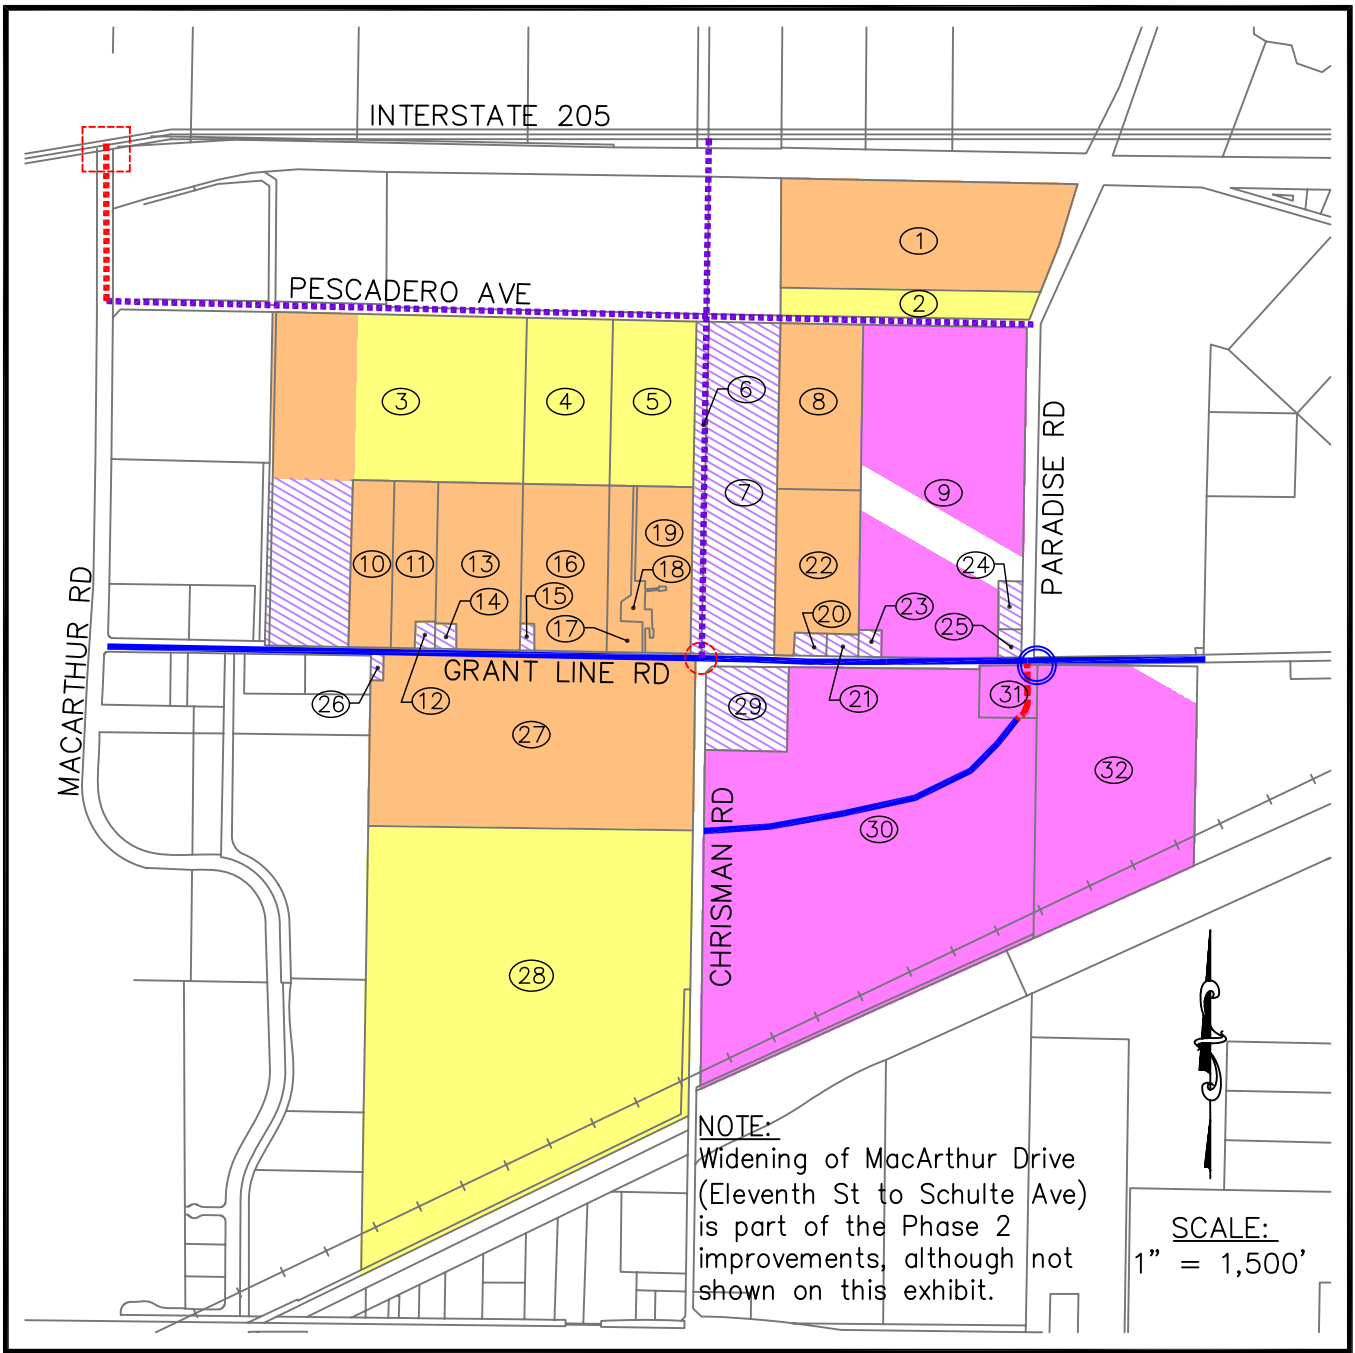 INTERSTATE 205
1
PESCADERO AVE
2
3
4
5
6
8
7
9
PARADISE RD
10
11
13
16
19
18
22
24
MACARTHUR RD
14
15
17
20
23
25
GRANT LINE RD
26
12
21
31
29
27
32
30
CHRISMAN RD
28
NOTE:
Widening of MacArthur Drive
(Eleventh St to Schulte Ave)
is part of the Phase 2
improvements, although not
shown on this exhibit.
SCALE:
1" = 1,500'